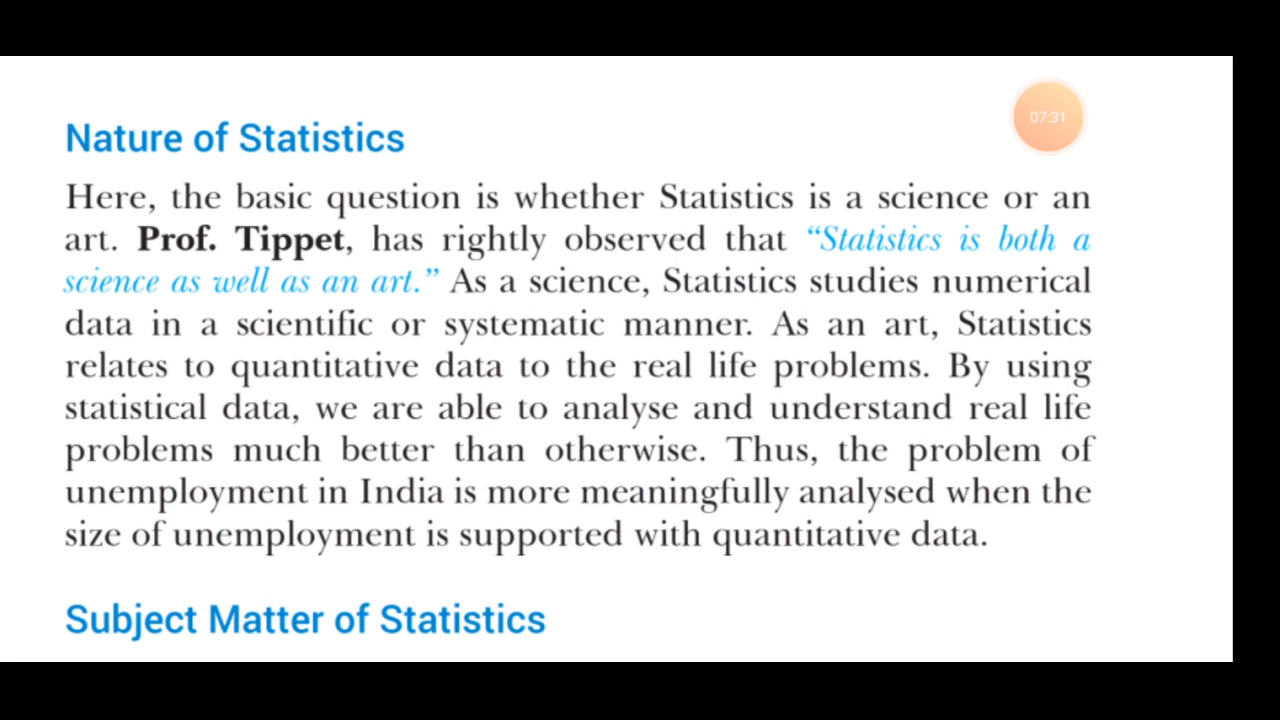 07:31
Nature of Statistics
Here, the basic question is whether Statistics is a science or an
art. Prof. Tippet, has rightly observed that “Statistics is both a
science as well as an art.” As a science, Statistics studies numerical
data in a scientific or systematic manner. As an art, Statistics
relates to quantitative data to the real life problems. By using
statistical data, we are able to analyse and understand real life
problems much better than otherwise. Thus, the problem of
unemployment in India is more meaningfully analysed when the
size of unemployment is supported with quantitative data.
Subject Matter of Statistics